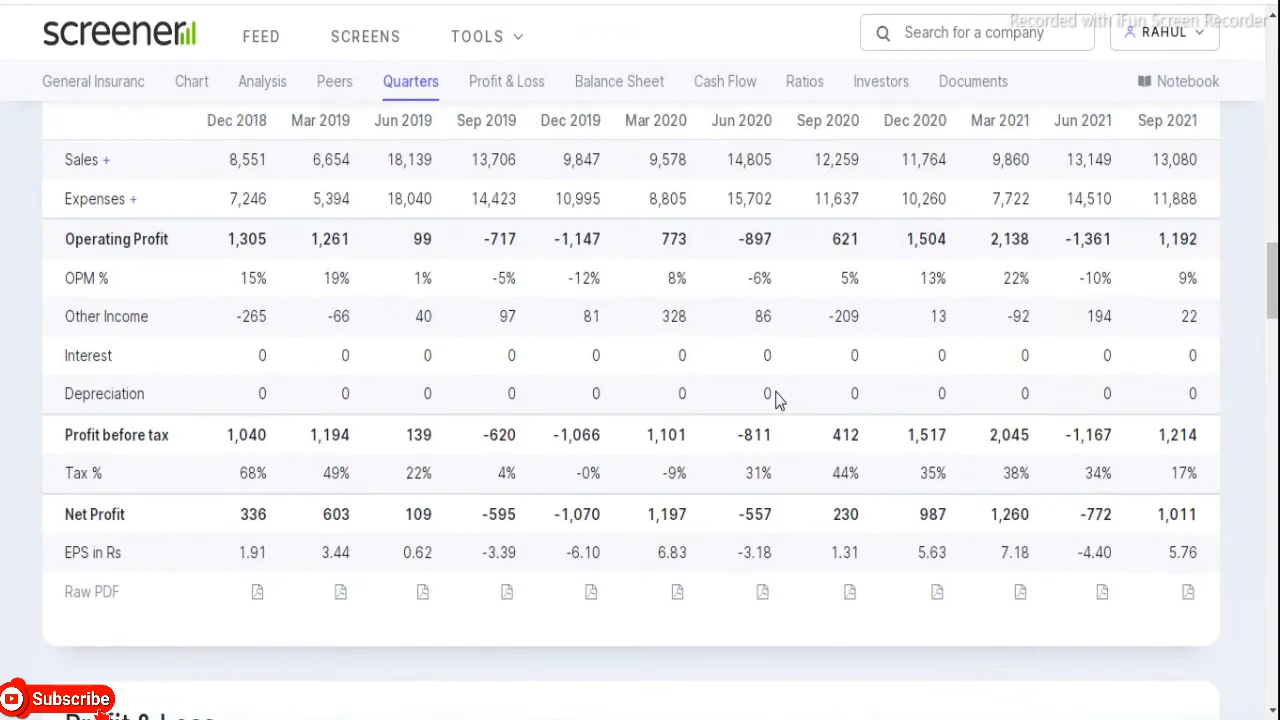 Recorded with iFun Screen Recorder
screener FEED SCREENS TOOLS Search for a company RAHUL
General Insuranc Chart Analysis Peers Quarters Profit & Loss Balance Sheet Cash Flow Ratios Investors Documents Notebook
Dec 2018 Mar 2019 Jun 2019 Sep 2019 Dec 2019 Mar 2020 Jun 2020 Sep 2020 Dec 2020 Mar 2021 Jun 2021 Sep 2021
Sales + 8,551 6,654 18,139 13,706 9,847 9,578 14,805 12,259 11,764 9,860 13,149 13,080
Expenses + 7,246 5,394 18,040 14,423 10,995 8,805 15,702 11,637 10,260 7,722 14,510 11,888
Operating Profit 1,305 1,261 99 -717 -1,147 773 -897 621 1,504 2,138 -1,361 1,192
OPM % 15% 19% 1% -5% -12% 8% -6% 5% 13% 22% -10% 9%
Other Income -265 -66 40 97 81 328 86 -209 13 -92 194 22
Interest 0 0 0 0 0 0 0 0 0 0 0 0
Depreciation 0 0 0 0 0 0 0 0 0 0 0 0
Profit before tax 1,040 1,194 139 -620 -1,066 1,101 -811 412 1,517 2,045 -1,167 1,214
Tax % 68% 49% 22% 4% -0% -9% 31% 44% 35% 38% 34% 17%
Net Profit 336 603 109 -595 -1,070 1,197 -557 230 987 1,260 -772 1,011
EPS in Rs 1.91 3.44 0.62 -3.39 -6.10 6.83 -3.18 1.31 5.63 7.18 -4.40 5.76
Raw PDF
Subscribe
Profit & Loss